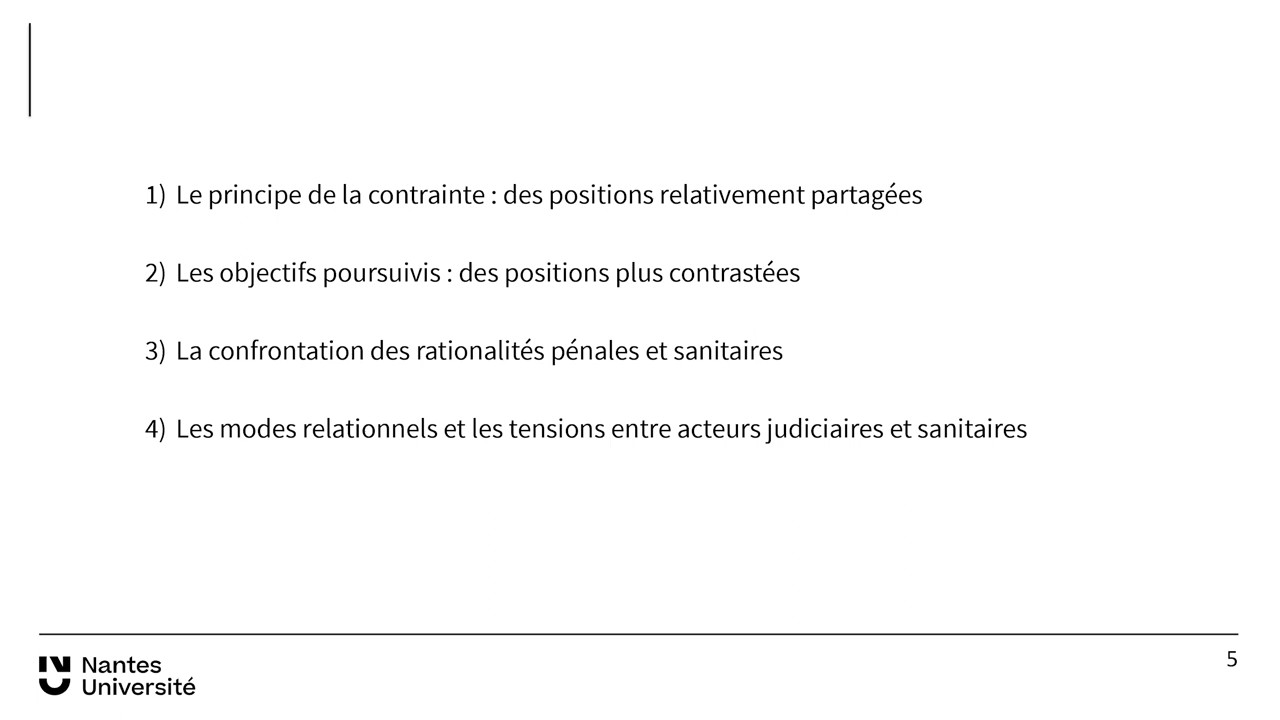 1) Le principe de la contrainte : des positions relativement partagées
2) Les objectifs poursuivis : des positions plus contrastées
3) La confrontation des rationalités pénales et sanitaires
4) Les modes relationnels et les tensions entre acteurs judiciaires et sanitaires
Nantes
Université
5